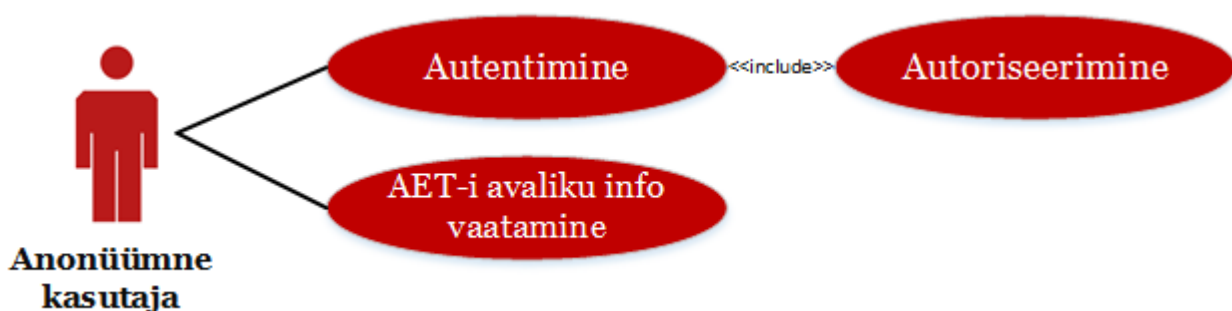 Autentimine
<<include>>
Autoriseerimine
AET-i avaliku info
vaatamine
Anonüümne
kasutaja